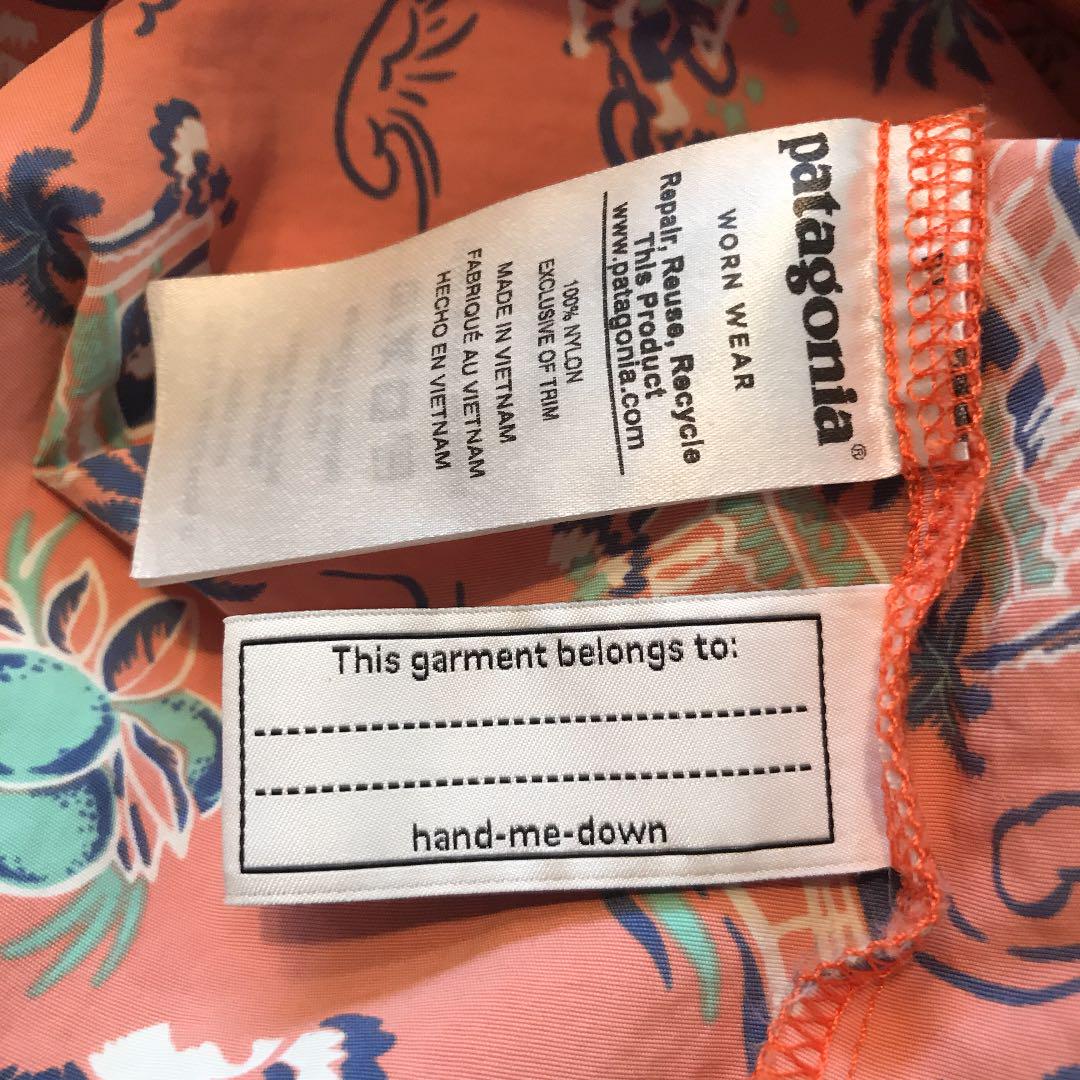 patagonia®
WORN WEAR
Repair, Reuse, Recycle
This Product
www.patagonia.com
100% NYLON
EXCLUSIVE OF TRIM
MADE IN VIETNAM
FABRIQUÉ AU VIETNAM
HECHO EN VIETNAM
This garment belongs to:
hand-me-down